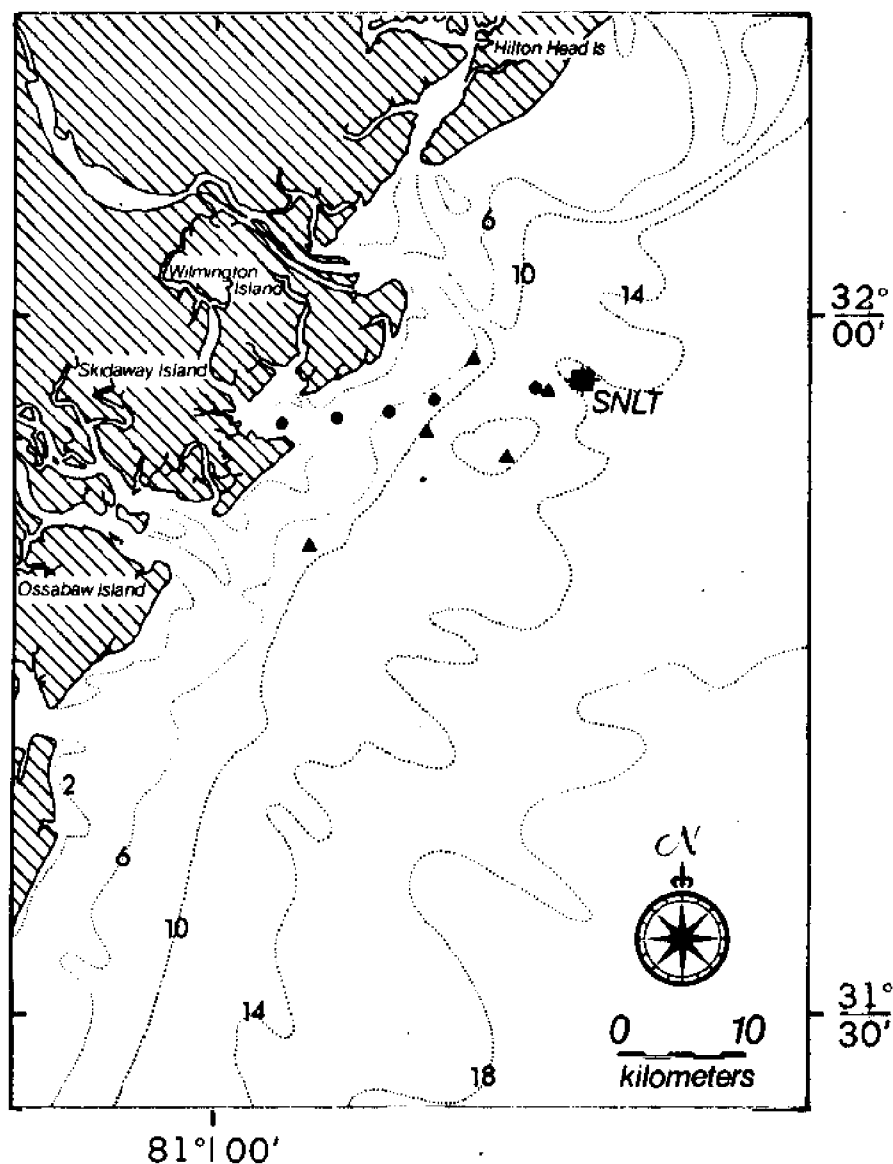 Hilton Head Is
6
10
14
32°
00'
Wilmington
Island
Skidaway Island
SNLT
Ossabaw Island
2
6
10
14
18
N
0 10
kilometers
31°
30'
81° 00'